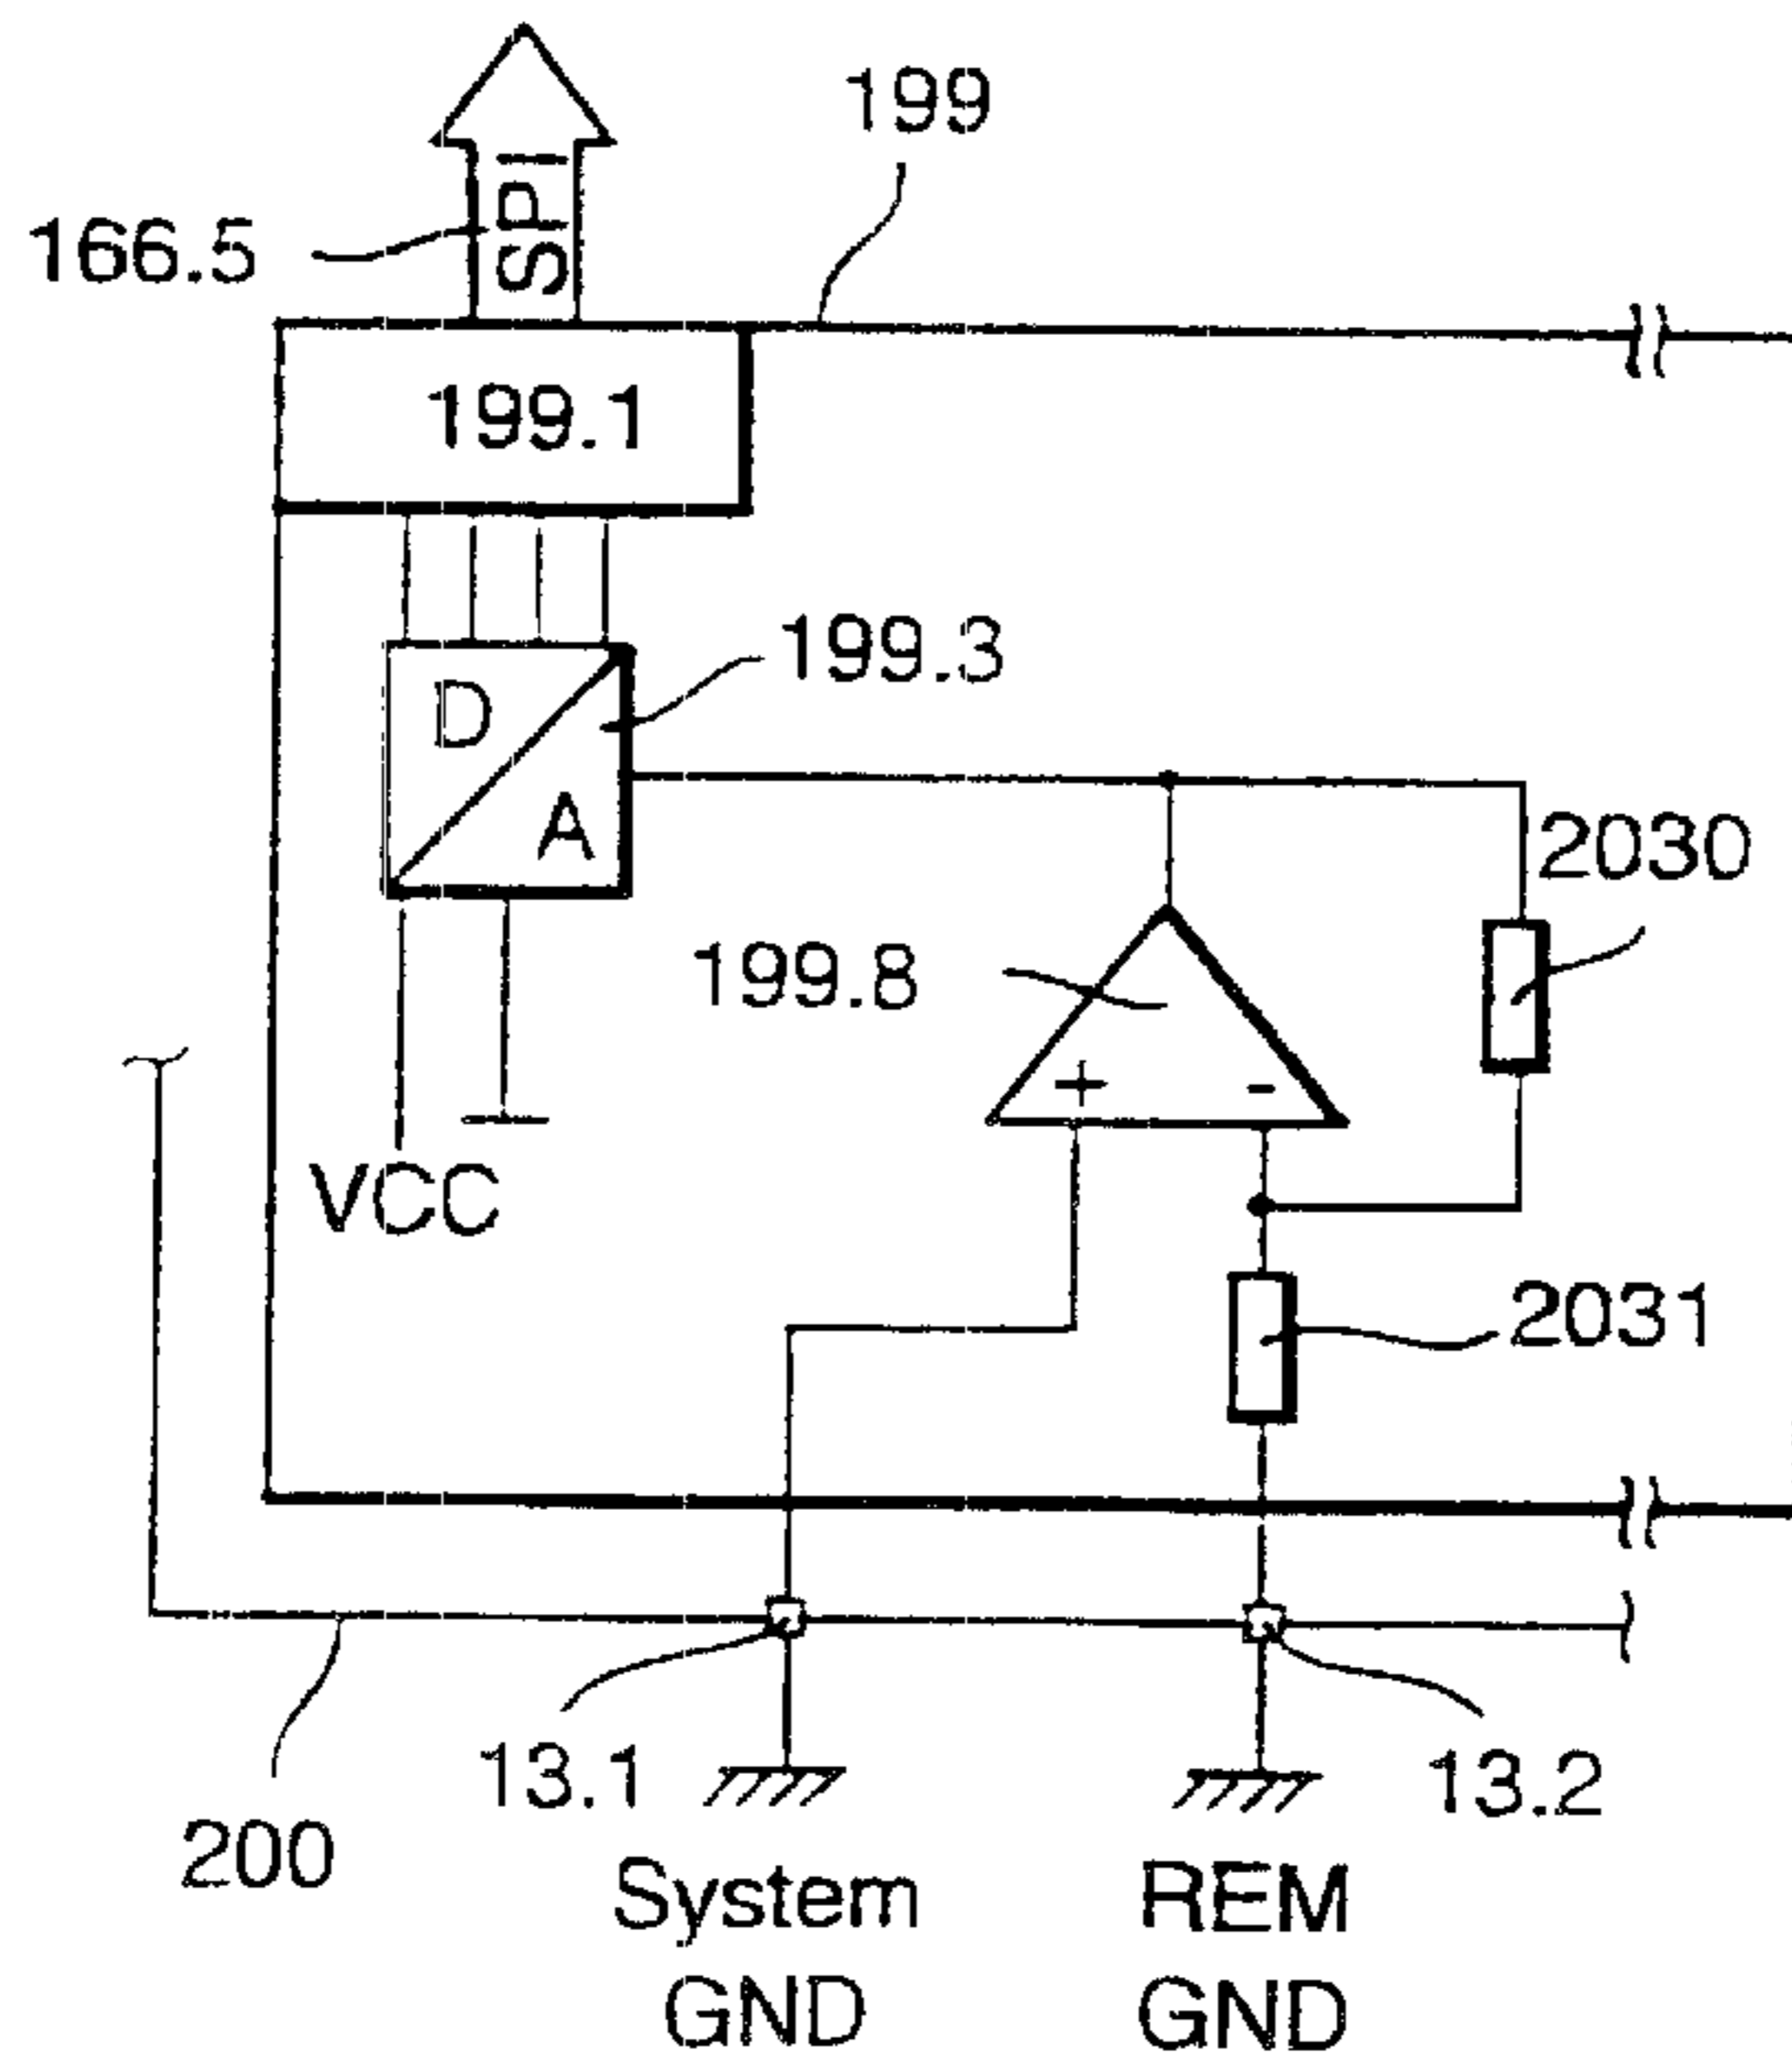 199
SPI
166.5
199.1
199.3
D
A
2030
199.8
+ -
VCC
2031
13.1
13.2
200
System
GND
REM
GND